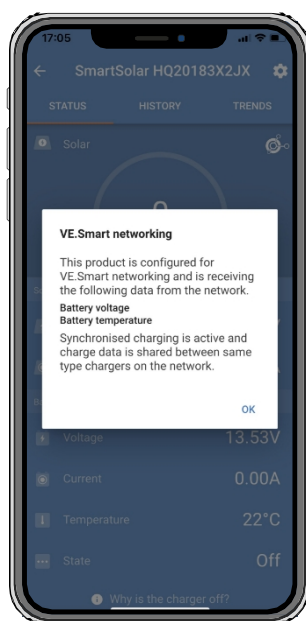 17:05
SmartSolar HQ20183X2JX
STATUS HISTORY TRENDS
Solar
VE.Smart networking
This product is configured for
VE.Smart networking and is receiving
the following data from the network.
Battery voltage
Battery temperature
Synchronised charging is active and
charge data is shared between same
type chargers on the network.
OK
Voltage 13.53V
Current 0.00A
Temperature 22°C
State Off
Why is the charger off?